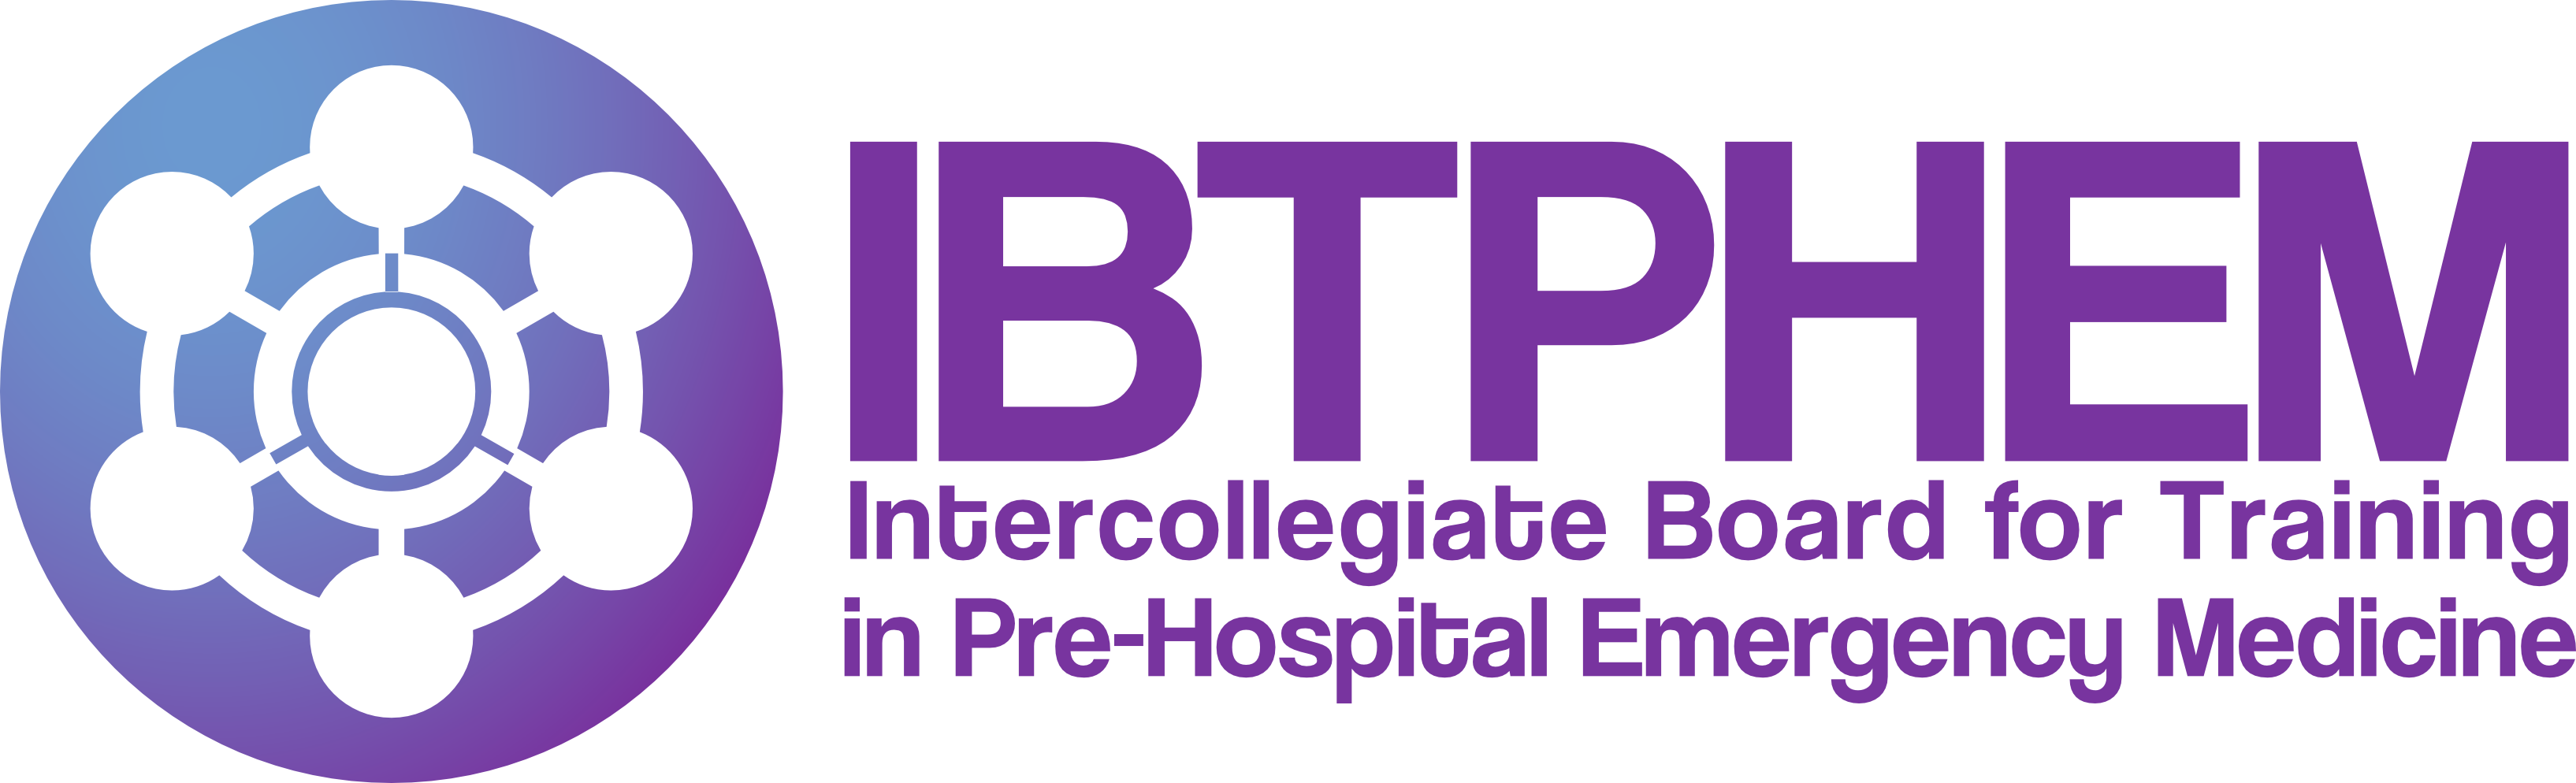 IBTPHEM
Intercollegiate Board for Training
in Pre-Hospital Emergency Medicine